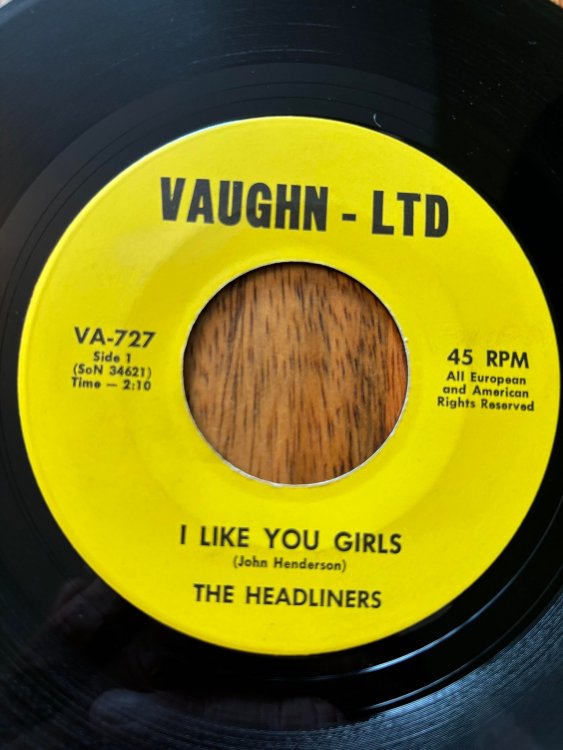 VAUGHN - LTD
VA-727
Side 1
(SoN 34621)
Time — 2:10
45 RPM
All European
and American
Rights Reserved
I LIKE YOU GIRLS
(John Henderson)
THE HEADLINERS